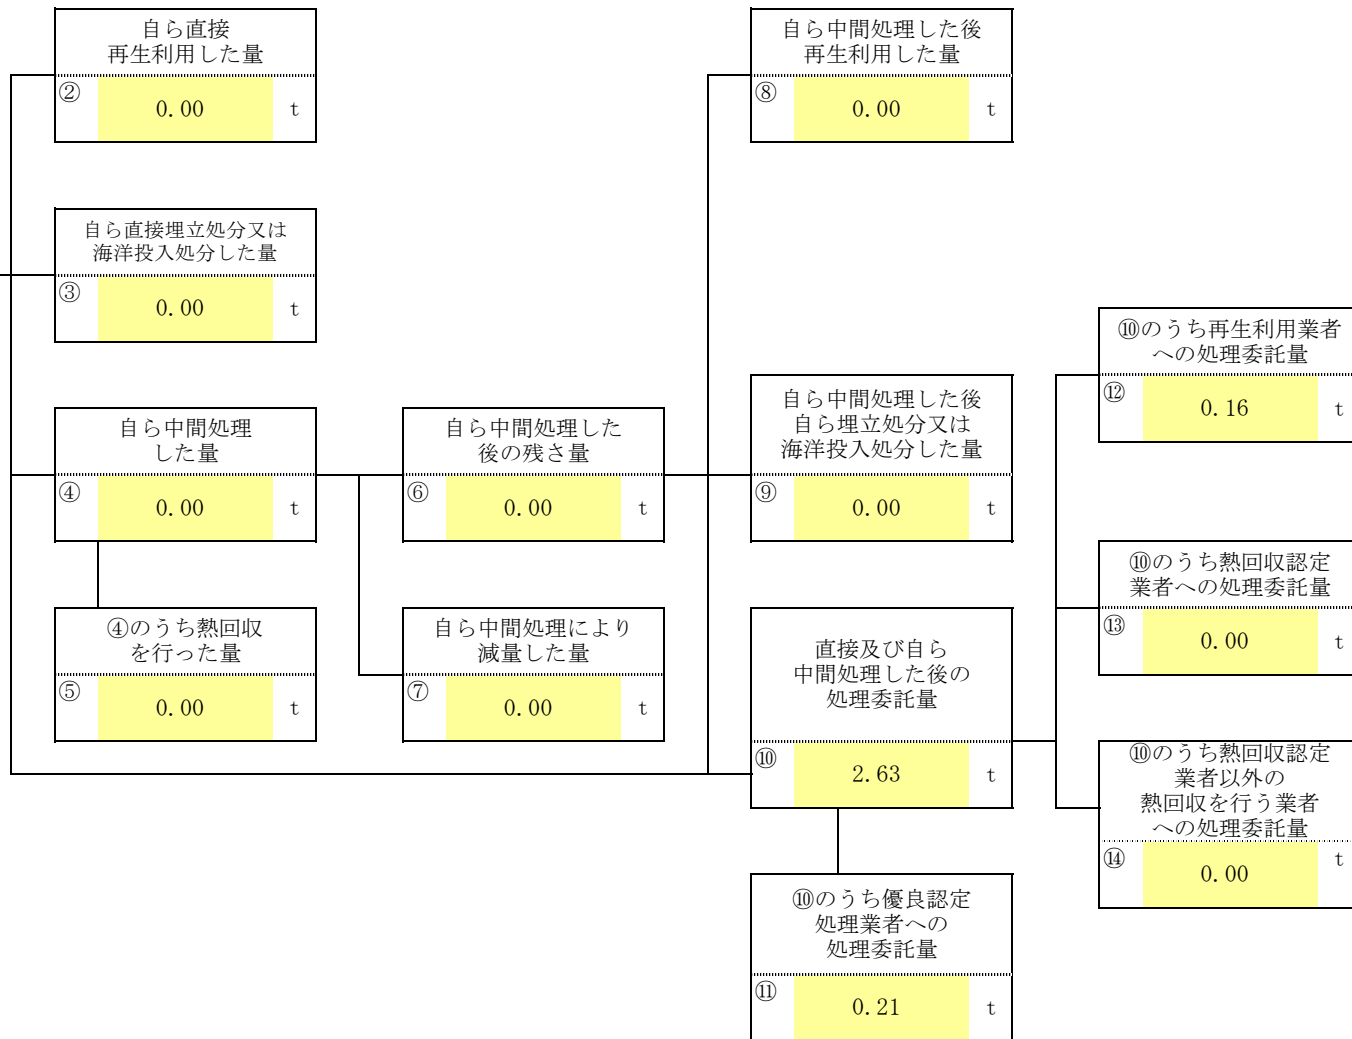 自ら直接
再生利用した量
② 0.00 t
自ら中間処理した後
再生利用した量
⑧ 0.00 t
自ら直接埋立処分又は
海洋投入処分した量
③ 0.00 t
⑩のうち再生利用業者
への処理委託量
⑫ 0.16 t
自ら中間処理
した量
④ 0.00 t
自ら中間処理した
後の残さ量
⑥ 0.00 t
自ら中間処理した後
自ら埋立処分又は
海洋投入処分した量
⑨ 0.00 t
⑩のうち熱回収認定
業者への処理委託量
⑬ 0.00 t
④のうち熱回収
を行った量
⑤ 0.00 t
自ら中間処理により
減量した量
⑦ 0.00 t
直接及び自ら
中間処理した後の
処理委託量
⑩ 2.63 t
⑩のうち熱回収認定
業者以外の
熱回収を行う業者
への処理委託量
⑭ 0.00 t
⑩のうち優良認定
処理業者への
処理委託量
⑪ 0.21 t